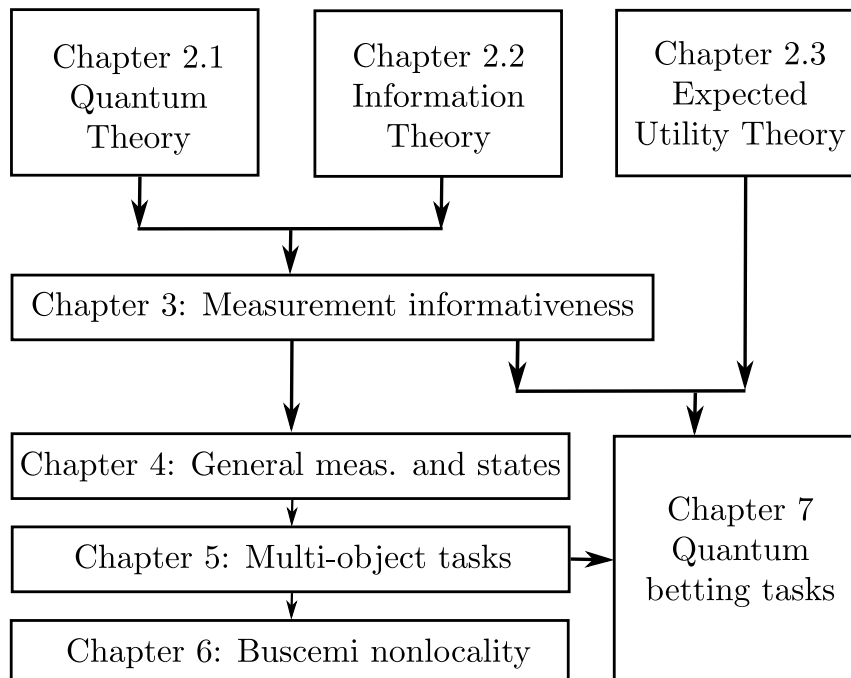 Chapter 2.1
Quantum
Theory
Chapter 2.2
Information
Theory
Chapter 2.3
Expected
Utility Theory
Chapter 3: Measurement informativeness
Chapter 4: General meas. and states
Chapter 5: Multi-object tasks
Chapter 6: Buscemi nonlocality
Chapter 7
Quantum
betting tasks